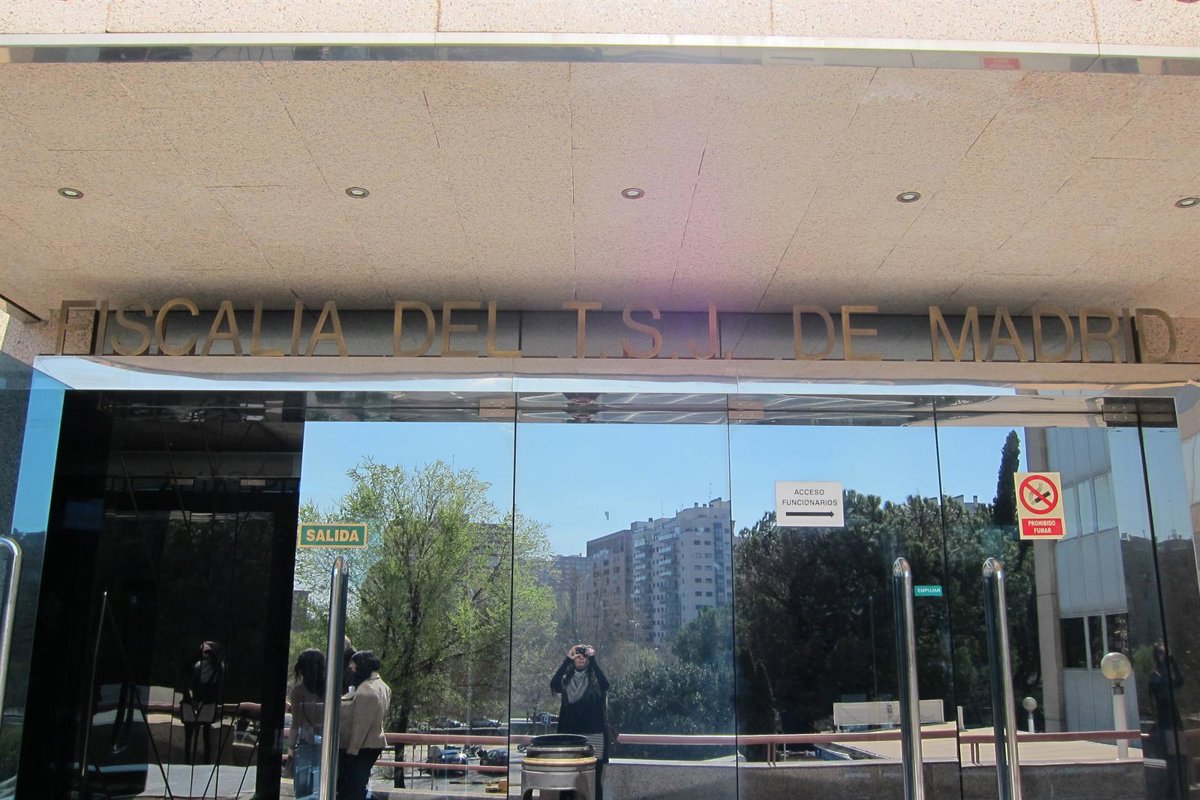 FISCALIA DEL T.S.J. DE MADRID
SALIDA
ACCESO
FUNCIONARIOS
PROHIBIDO
FUMAR
EMPUJAR